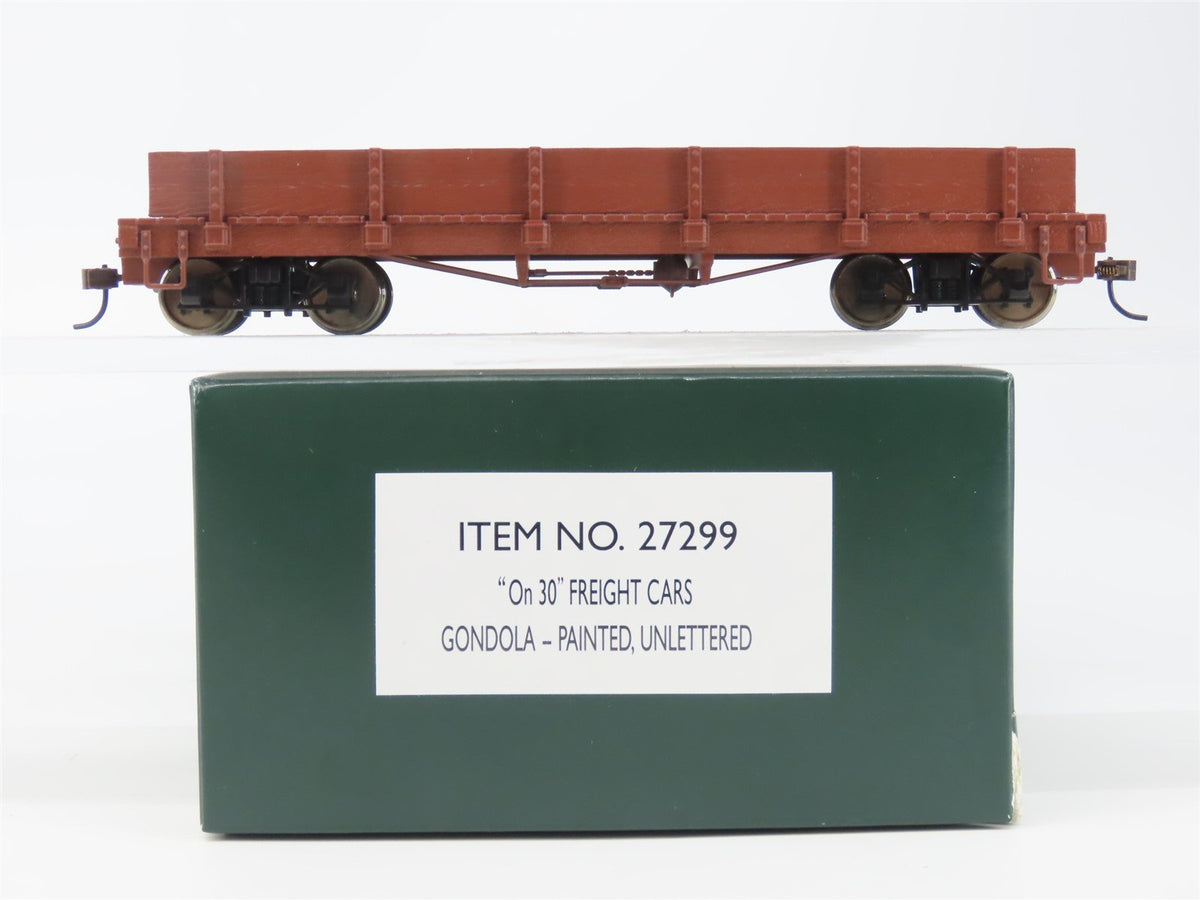 ITEM NO. 27299
“On 30” FREIGHT CARS
GONDOLA – PAINTED, UNLETTERED